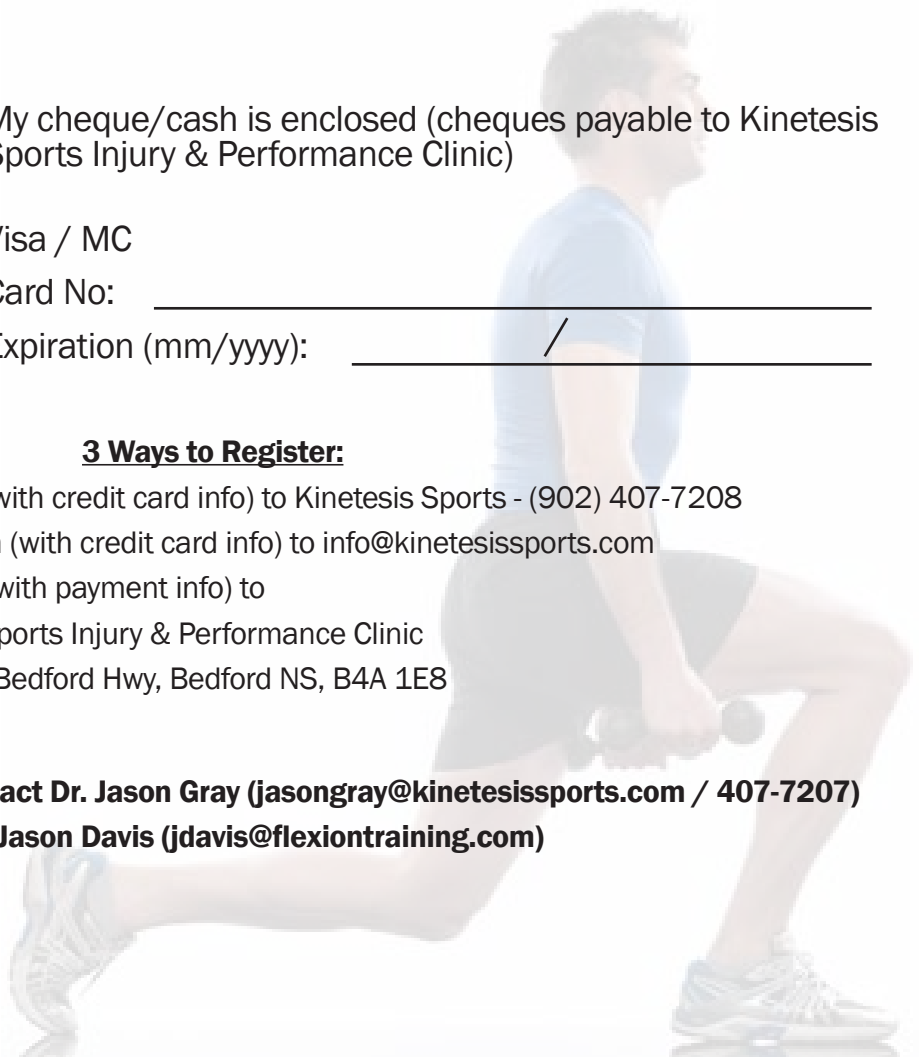 My cheque/cash is enclosed (cheques payable to Kinetesis
Sports Injury & Performance Clinic)
Visa / MC
Card No:
Expiration (mm/yyyy): /
3 Ways to Register:
with credit card info) to Kinetesis Sports - (902) 407-7208
(with credit card info) to info@kinetesissports.com
with payment info) to
ports Injury & Performance Clinic
Bedford Hwy, Bedford NS, B4A 1E8
act Dr. Jason Gray (jasongray@kinetesissports.com / 407-7207)
Jason Davis (jdavis@flexiontraining.com)